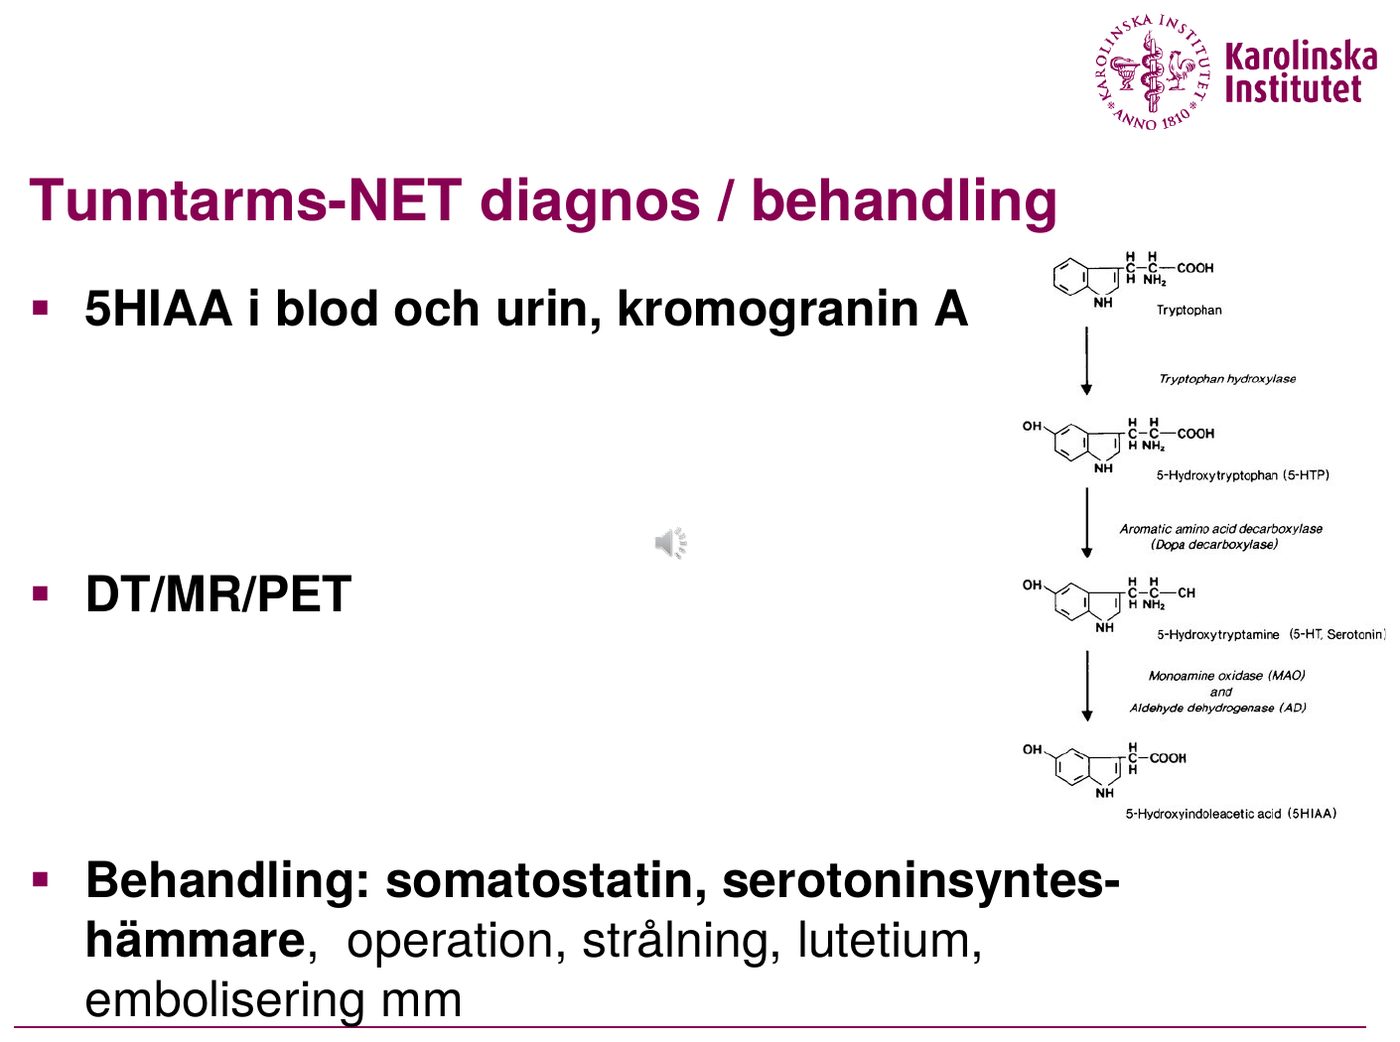 KAROLINSKA INSTITUTET
* ANNO 1810 *
Karolinska
Institutet
Tunntarms-NET diagnos / behandling
▪ 5HIAA i blod och urin, kromogranin A
▪ DT/MR/PET
▪ Behandling: somatostatin, serotoninsyntes-
hämmare, operation, strålning, lutetium,
embolisering mm
H H
C-C-COOH
H NH₂
NH
Tryptophan
Tryptophan hydroxylase
OH
H H
C-C-COOH
H NH₂
NH
5-Hydroxytryptophan (5-HTP)
Aromatic amino acid decarboxylase
(Dopa decarboxylase)
OH
H H
C-C-CH
H NH₂
NH
5-Hydroxytryptamine (5-HT, Serotonin)
Monoamine oxidase (MAO)
and
Aldehyde dehydrogenase (AD)
OH
H
C-COOH
H
NH
5-Hydroxyindoleacetic acid (5HIAA)